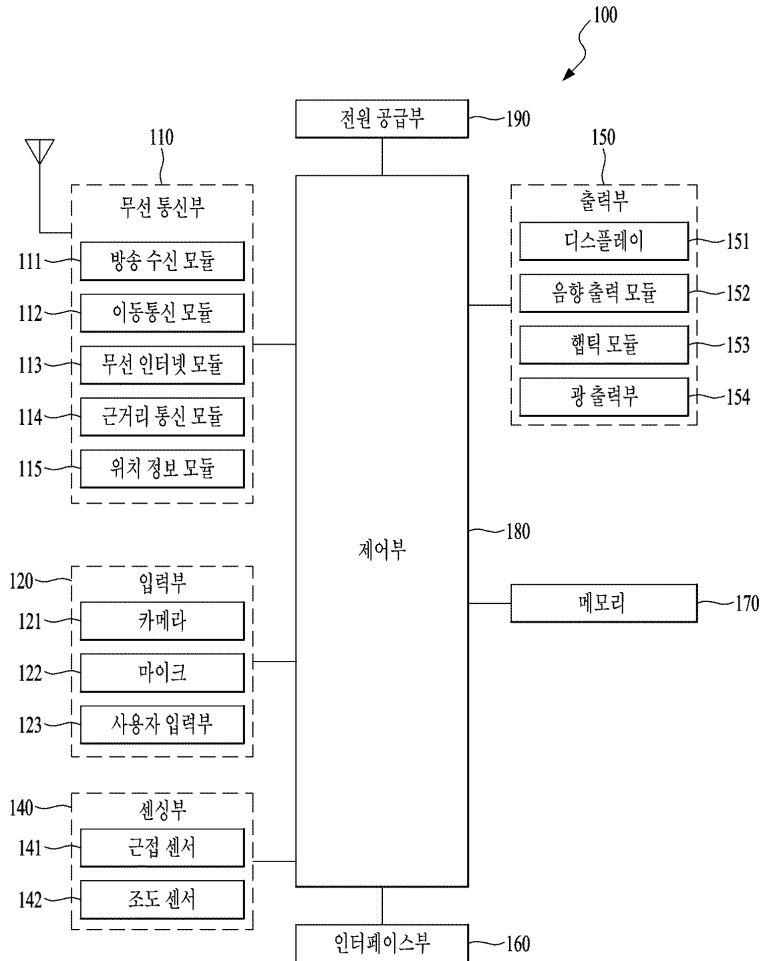 100
전원 공급부
190
110
무선 통신부
111
방송 수신 모듈
112
이동통신 모듈
113
무선 인터넷 모듈
114
근거리 통신 모듈
115
위치 정보 모듈
120
입력부
121
카메라
122
마이크
123
사용자 입력부
140
센싱부
141
근접 센서
142
조도 센서
제어부
180
150
출력부
디스플레이
151
음향 출력 모듈
152
햅틱 모듈
153
광 출력부
154
메모리
170
인터페이스부
160